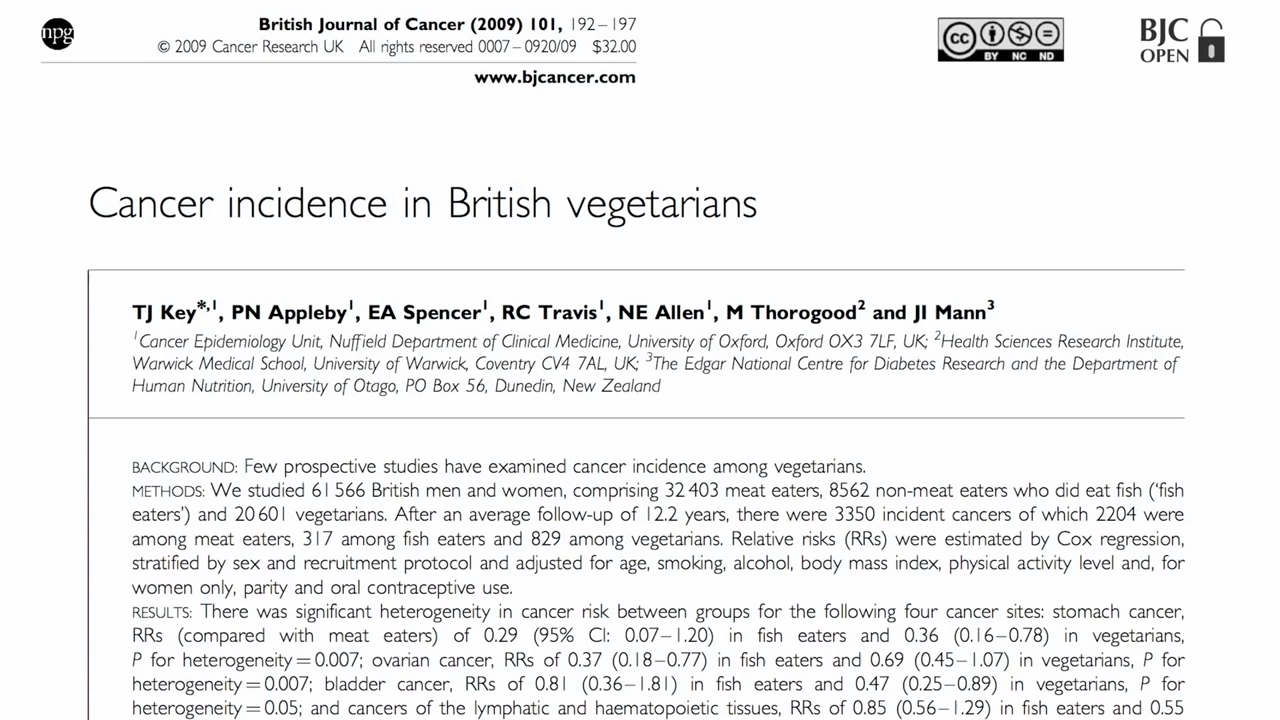 npg
British Journal of Cancer (2009) 101, 192–197
© 2009 Cancer Research UK All rights reserved 0007–0920/09 $32.00
www.bjcancer.com
cc BY NC ND
BJC
OPEN
Cancer incidence in British vegetarians
TJ Key*,1, PN Appleby1, EA Spencer1, RC Travis1, NE Allen1, M Thorogood2 and JI Mann3
1Cancer Epidemiology Unit, Nuffield Department of Clinical Medicine, University of Oxford, Oxford OX3 7LF, UK; 2Health Sciences Research Institute,
Warwick Medical School, University of Warwick, Coventry CV4 7AL, UK; 3The Edgar National Centre for Diabetes Research and the Department of
Human Nutrition, University of Otago, PO Box 56, Dunedin, New Zealand
BACKGROUND: Few prospective studies have examined cancer incidence among vegetarians.
METHODS: We studied 61 566 British men and women, comprising 32 403 meat eaters, 8562 non-meat eaters who did eat fish (‘fish
eaters’) and 20 601 vegetarians. After an average follow-up of 12.2 years, there were 3350 incident cancers of which 2204 were
among meat eaters, 317 among fish eaters and 829 among vegetarians. Relative risks (RRs) were estimated by Cox regression,
stratified by sex and recruitment protocol and adjusted for age, smoking, alcohol, body mass index, physical activity level and, for
women only, parity and oral contraceptive use.
RESULTS: There was significant heterogeneity in cancer risk between groups for the following four cancer sites: stomach cancer,
RRs (compared with meat eaters) of 0.29 (95% CI: 0.07–1.20) in fish eaters and 0.36 (0.16–0.78) in vegetarians,
P for heterogeneity=0.007; ovarian cancer, RRs of 0.37 (0.18–0.77) in fish eaters and 0.69 (0.45–1.07) in vegetarians, P for
heterogeneity=0.007; bladder cancer, RRs of 0.81 (0.36–1.81) in fish eaters and 0.47 (0.25–0.89) in vegetarians, P for
heterogeneity=0.05; and cancers of the lymphatic and haematopoietic tissues, RRs of 0.85 (0.56–1.29) in fish eaters and 0.55